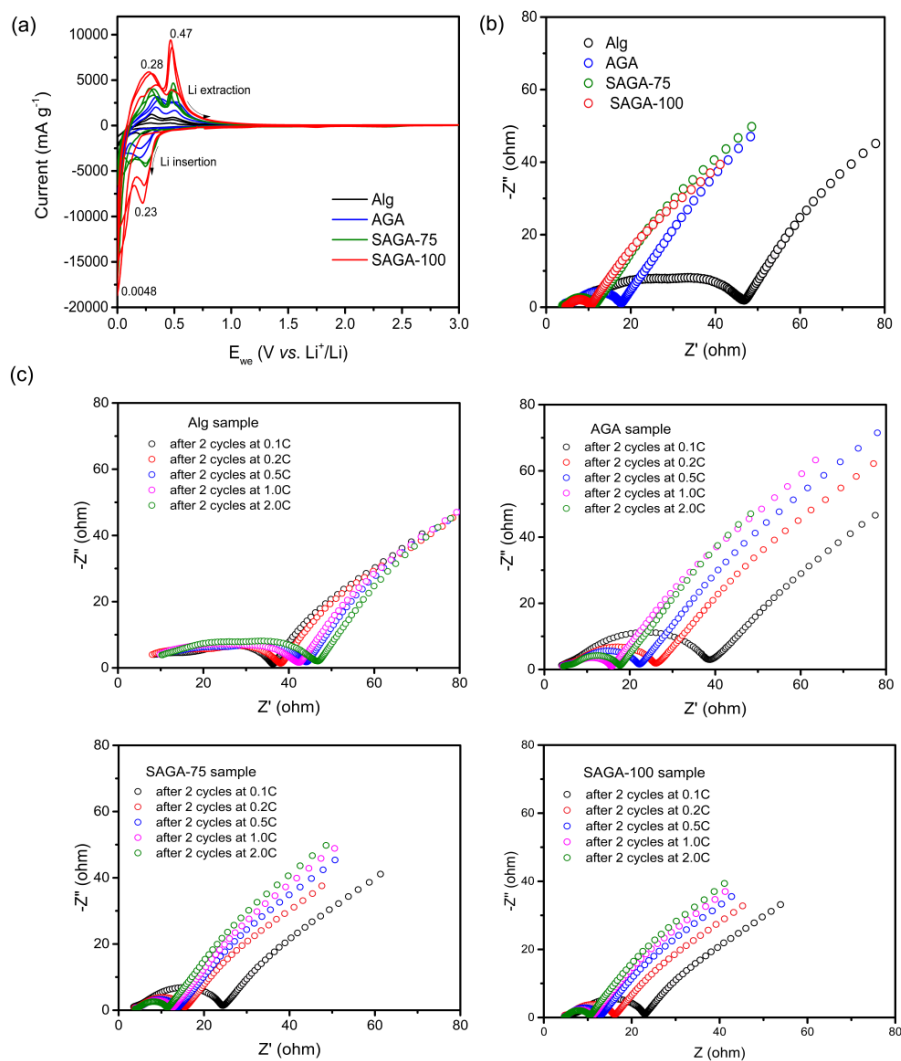 (a)
10000
5000
0
-5000
-10000
-15000
-20000
Current (mA g⁻¹)
0.47
0.28
Li extraction
Li insertion
0.23
0.0048
Alg
AGA
SAGA-75
SAGA-100
0.0 0.5 1.0 1.5 2.0 2.5 3.0
E_we (V vs. Li⁺/Li)
(b)
80
60
40
20
0
-Z" (ohm)
Alg
AGA
SAGA-75
SAGA-100
0 20 40 60 80
Z' (ohm)
(c)
80
60
40
20
0
-Z" (ohm)
Alg sample
after 2 cycles at 0.1C
after 2 cycles at 0.2C
after 2 cycles at 0.5C
after 2 cycles at 1.0C
after 2 cycles at 2.0C
0 20 40 60 80
Z' (ohm)
80
60
40
20
0
-Z" (ohm)
AGA sample
after 2 cycles at 0.1C
after 2 cycles at 0.2C
after 2 cycles at 0.5C
after 2 cycles at 1.0C
after 2 cycles at 2.0C
0 20 40 60 80
Z' (ohm)
80
60
40
20
0
-Z" (ohm)
SAGA-75 sample
after 2 cycles at 0.1C
after 2 cycles at 0.2C
after 2 cycles at 0.5C
after 2 cycles at 1.0C
after 2 cycles at 2.0C
0 20 40 60 80
Z' (ohm)
80
60
40
20
0
-Z" (ohm)
SAGA-100 sample
after 2 cycles at 0.1C
after 2 cycles at 0.2C
after 2 cycles at 0.5C
after 2 cycles at 1.0C
after 2 cycles at 2.0C
0 20 40 60 80
Z (ohm)